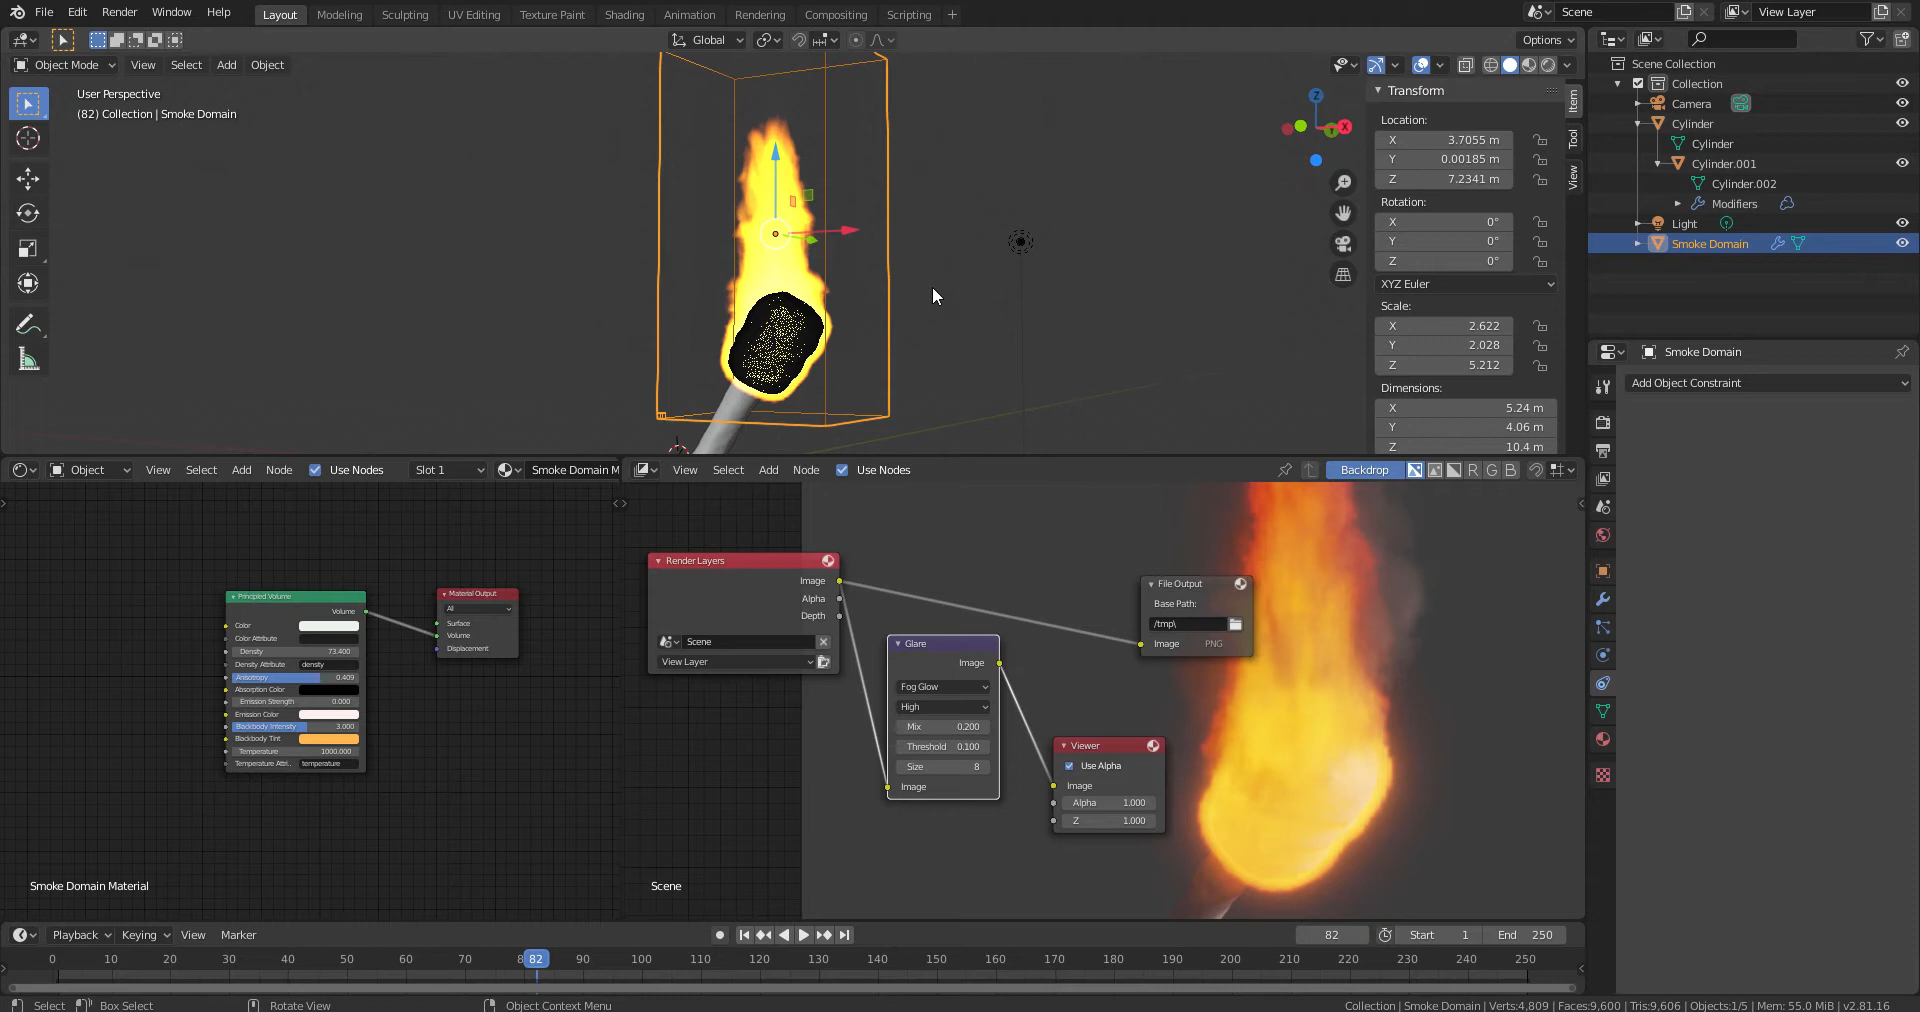 File Edit Render Window Help
Layout Modeling Sculpting UV Editing Texture Paint Shading Animation Rendering Compositing Scripting +
Scene View Layer
Global Options
Object Mode View Select Add Object
User Perspective
(82) Collection | Smoke Domain
Z
X
Y
Item
Tool
View
Transform
Location:
X 3.7055 m
Y 0.00185 m
Z 7.2341 m
Rotation:
X 0°
Y 0°
Z 0°
XYZ Euler
Scale:
X 2.622
Y 2.028
Z 5.212
Dimensions:
X 5.24 m
Y 4.06 m
Z 10.4 m
Scene Collection
Collection
Camera
Cylinder
Cylinder
Cylinder.001
Cylinder.002
Modifiers
Light
Smoke Domain
Smoke Domain
Add Object Constraint
Object View Select Add Node Use Nodes Slot 1 Smoke Domain M
Principled Volume
Volume
Color
Color Attribute
Density 73.400
Density Attribute density
Anisotropy 0.409
Absorption Color
Emission Strength 0.000
Emission Color
Blackbody Intensity 3.000
Blackbody Tint
Temperature 1000.000
Temperature Attri.. temperature
Material Output
All
Surface
Volume
Displacement
Smoke Domain Material
View Select Add Node Use Nodes Backdrop R G B
Render Layers
Image
Alpha
Depth
Scene
View Layer
Glare
Image
Fog Glow
High
Mix 0.200
Threshold 0.100
Size 8
Image
Viewer
Use Alpha
Image
Alpha 1.000
Z 1.000
File Output
Base Path:
/tmp\
Image PNG
Scene
Playback Keying View Marker 82 Start 1 End 250
0 10 20 30 40 50 60 70 8 82 90 100 110 120 130 140 150 160 170 180 190 200 210 220 230 240 250
Select Box Select Rotate View Object Context Menu Collection | Smoke Domain | Verts:4,809 | Faces:9,600 | Tris:9,606 | Objects:1/5 | Mem: 55.0 MiB | v2.81.16